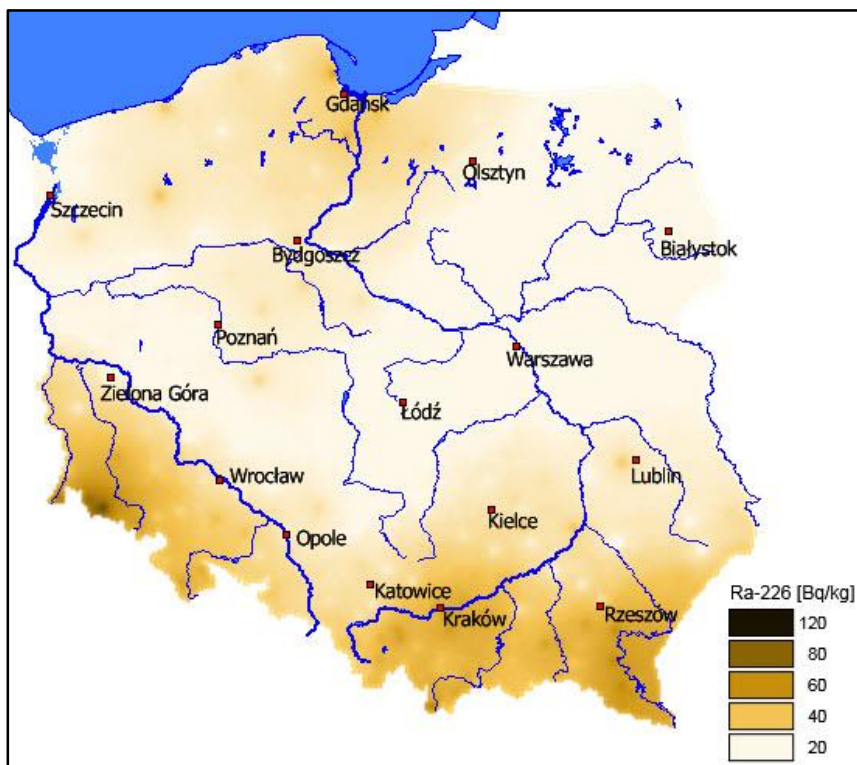 Gdańsk
Olsztyn
Szczecin
Białystok
Bydgoszcz
Poznań
Warszawa
Zielona Góra
Łódź
Wrocław
Lublin
Kielce
Opole
Katowice
Kraków
Rzeszów
Ra-226 [Bq/kg]
120
80
60
40
20